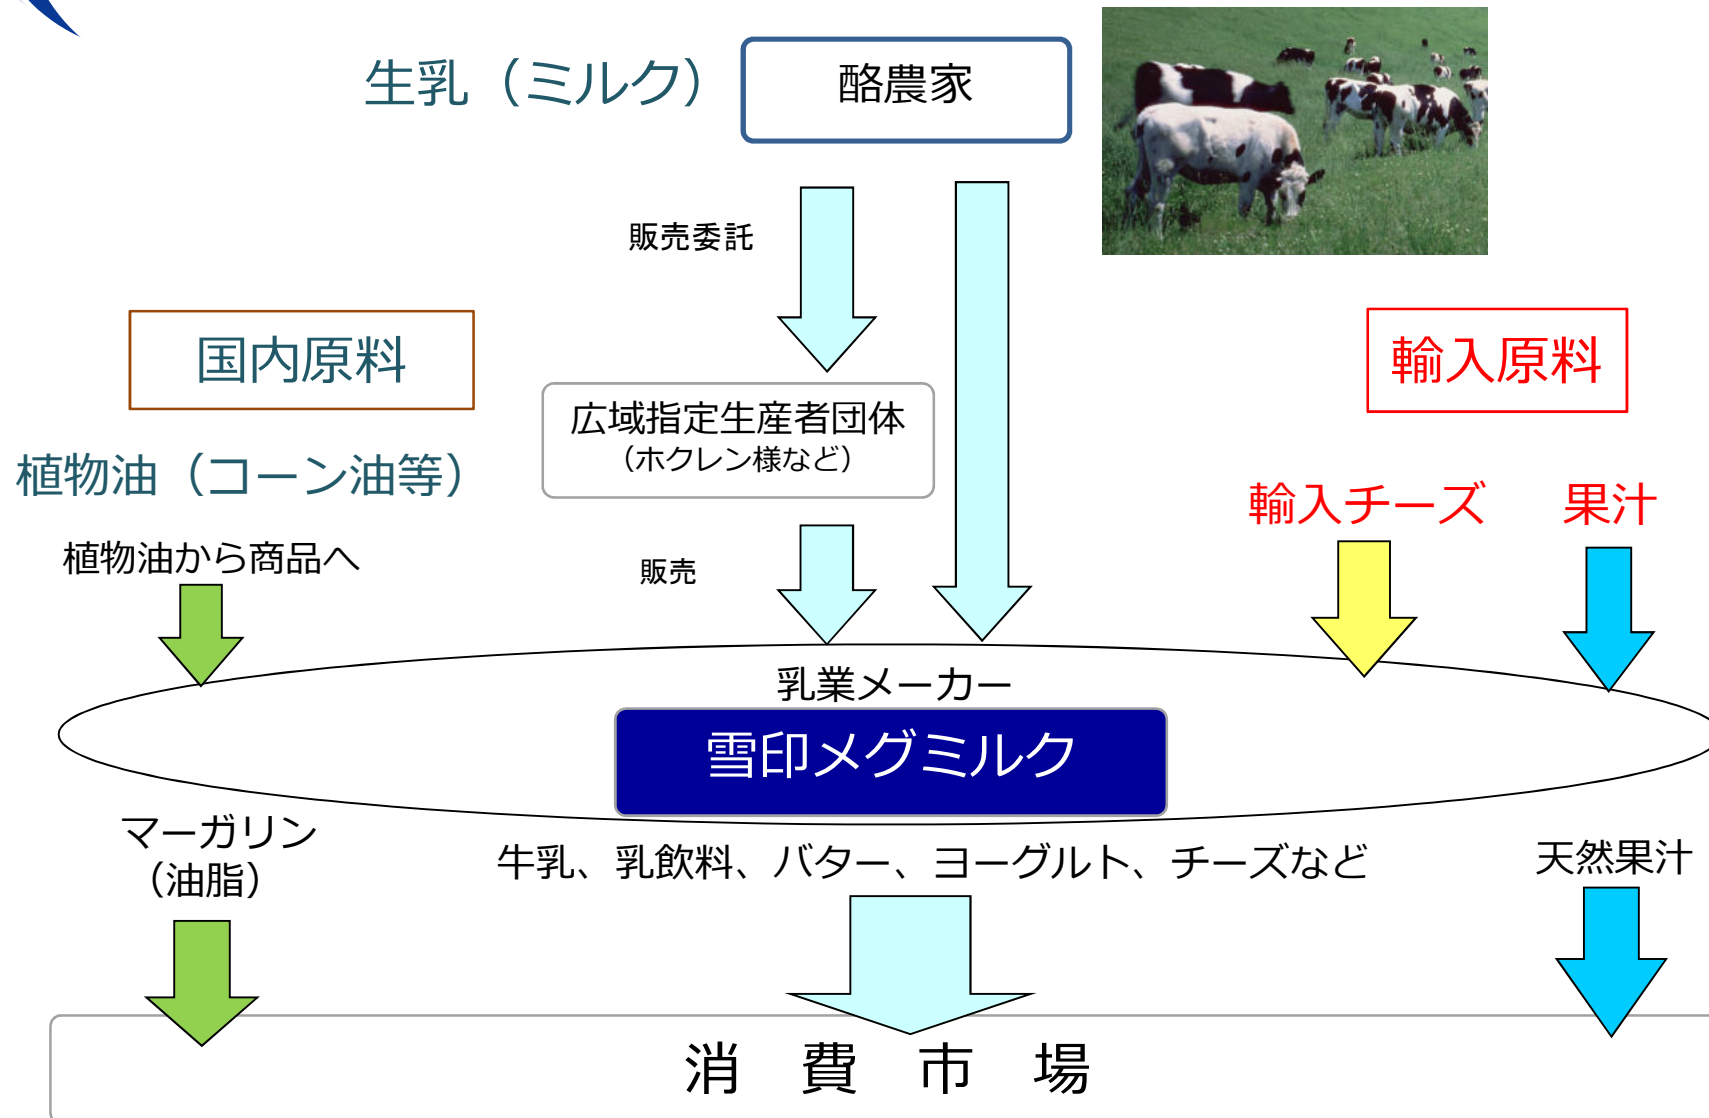 生乳（ミルク）
酪農家
販売委託
国内原料
輸入原料
広域指定生産者団体
（ホクレン様など）
植物油（コーン油等）
輸入チーズ
果汁
植物油から商品へ
販売
乳業メーカー
雪印メグミルク
マーガリン
（油脂）
牛乳、乳飲料、バター、ヨーグルト、チーズなど
天然果汁
消　費　市　場